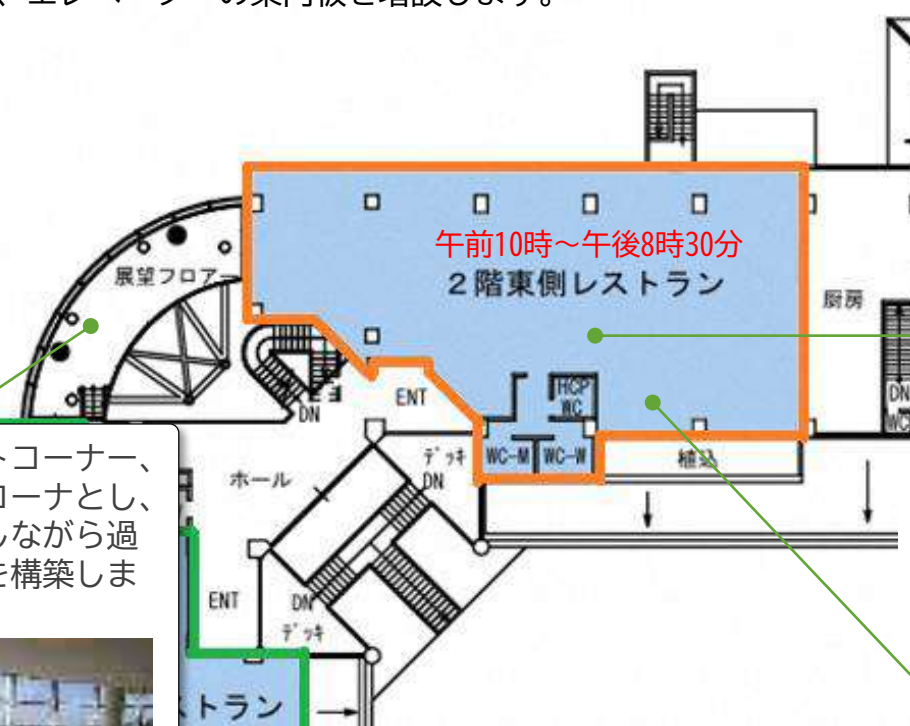 、エレベーターの案内板を増設します。
午前10時～午後8時30分
2階東側レストラン
展望フロアー
厨房
HCP
WC
DN
ENT
DN
WC
トコーナー、
コーナとし、
しながら過
を構築しま
ホール
デッキ
DN
WC-M
WC-W
植込
ENT
DN
デッキ
ストラン